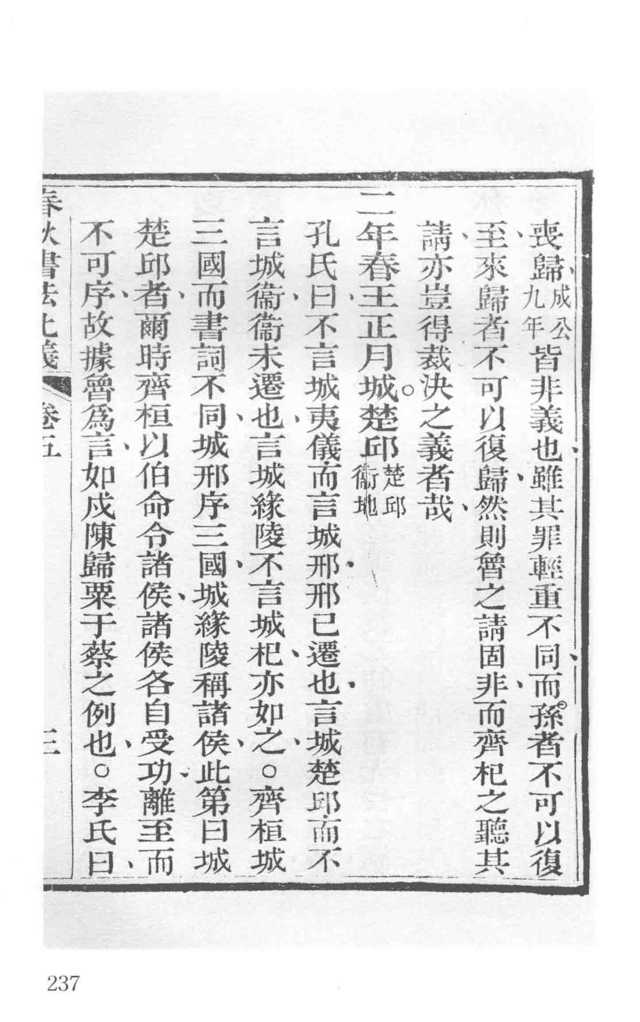 喪歸成公九年皆非義也雖其罪輕重不同而孫者不可以復
至來歸者不可以復歸然則魯之請固非而齊杞之聽其
請亦豈得裁決之義者哉
二年春王正月城楚邱楚邱衞地
孔氏曰不言城夷儀而言城邢邢已遷也言城楚邱而不
言城衞衞未遷也言城緣陵不言城杞亦如之○齊桓城
三國而書詞不同城邢序三國城緣陵稱諸侯此第曰城
楚邱者爾時齊桓以伯命令諸侯諸侯各自受功離至而
不可序故據魯爲言如戍陳歸粟于蔡之例也○李氏曰
春秋書法比義 卷五 三
237